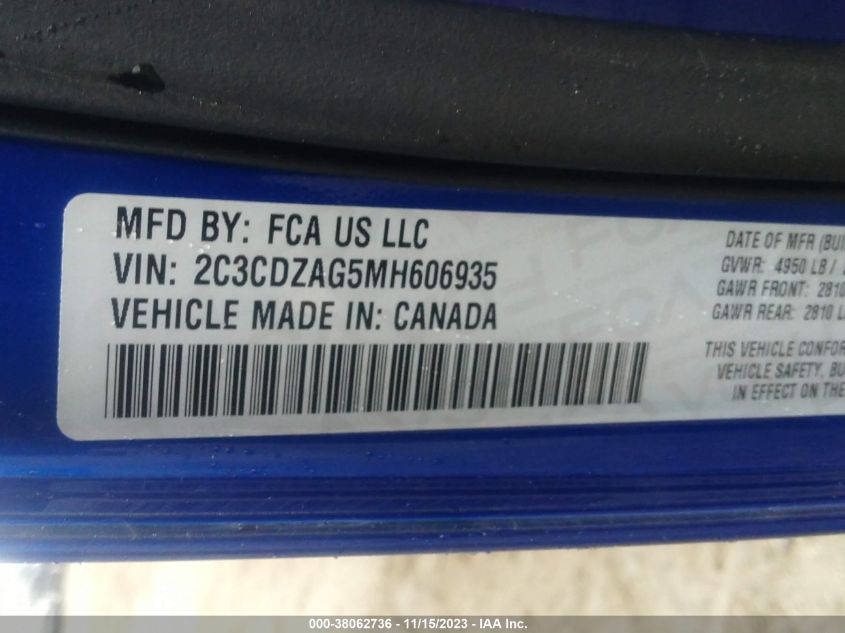 MFD BY: FCA US LLC
VIN: 2C3CDZAG5MH606935
VEHICLE MADE IN: CANADA
DATE OF MFR (BUI
GVWR: 4950 LB /
GAWR FRONT: 2810
GAWR REAR: 2810 L
THIS VEHICLE CONFOR
VEHICLE SAFETY, BU
IN EFFECT ON THE
000-38062736 - 11/15/2023 - IAA Inc.